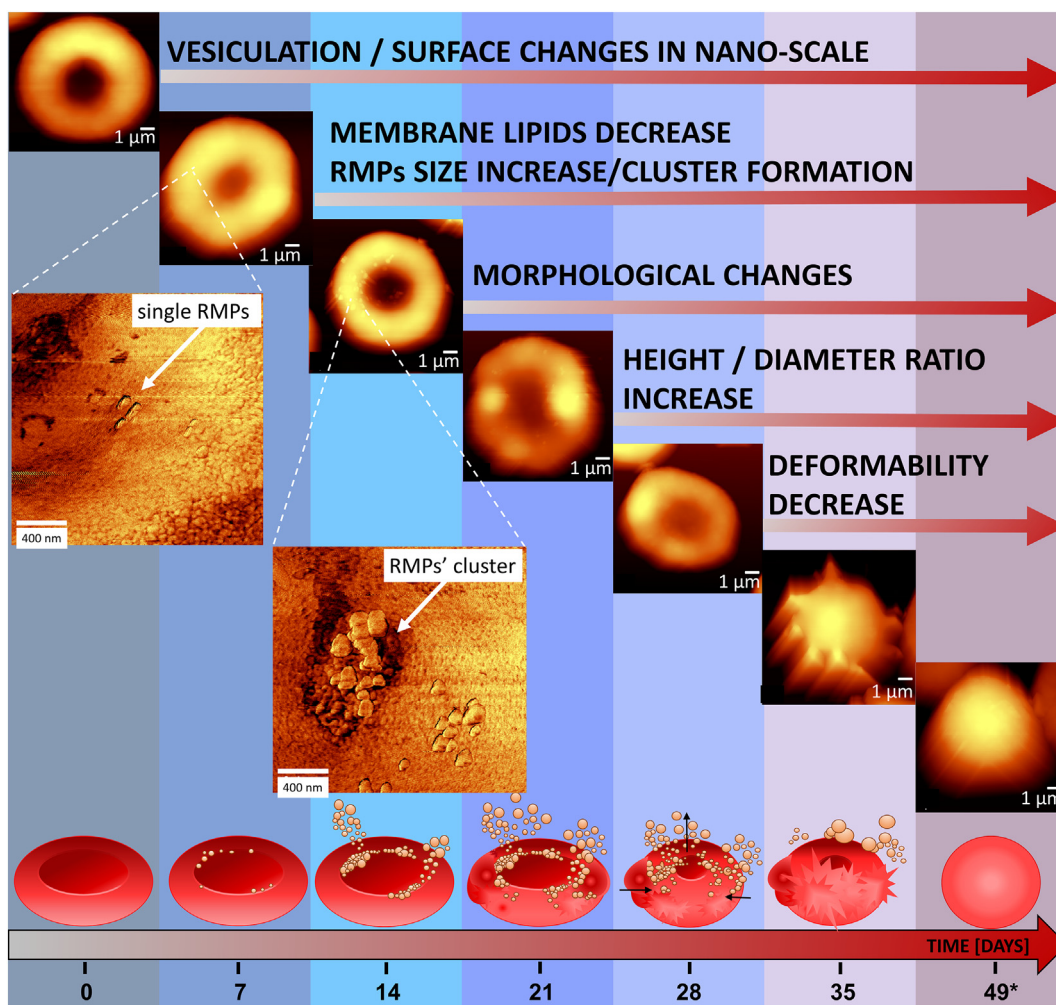 VESICULATION / SURFACE CHANGES IN NANO-SCALE
1 µm
MEMBRANE LIPIDS DECREASE
RMPs SIZE INCREASE/CLUSTER FORMATION
1 µm
MORPHOLOGICAL CHANGES
1 µm
single RMPs
HEIGHT / DIAMETER RATIO
INCREASE
1 µm
DEFORMABILITY
DECREASE
400 nm
RMPs' cluster
1 µm
1 µm
400 nm
1 µm
TIME [DAYS]
0 7 14 21 28 35 49*